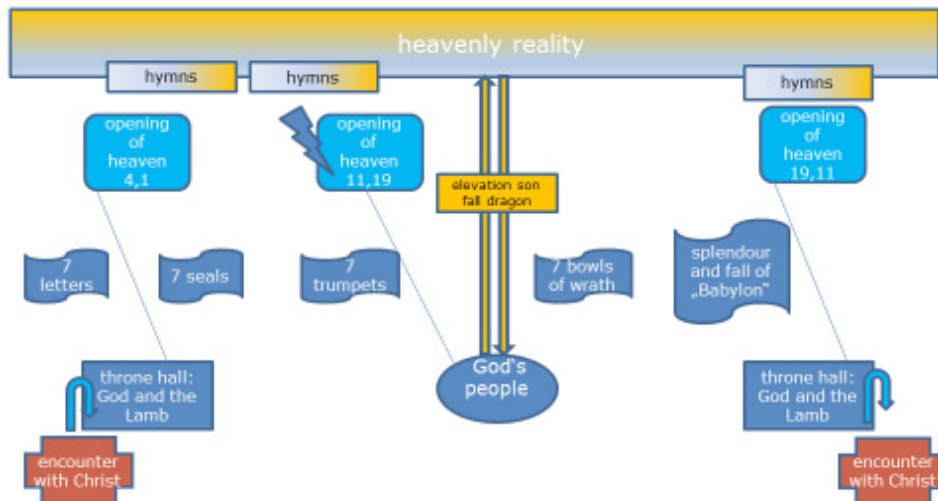 heavenly reality
hymns
hymns
hymns
opening
of
heaven
4,1
opening
of
heaven
11,19
opening
of
heaven
19,11
elevation son
fall dragon
7
letters
7 seals
7
trumpets
7 bowls
of wrath
splendour
and fall of
„Babylon“
throne hall:
God and the
Lamb
God's
people
throne hall:
God and the
Lamb
encounter
with Christ
encounter
with Christ